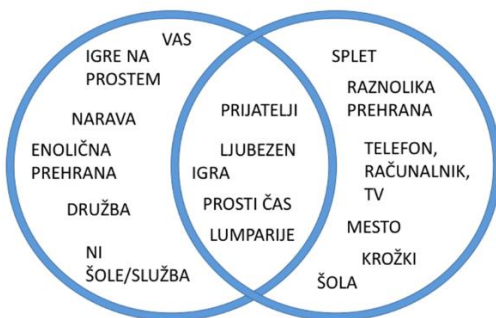 VAS
IGRE NA
PROSTEM
NARAVA
ENOLIČNA
PREHRANA
DRUŽBA
NI
ŠOLE/SLUŽBA
PRIJATELJI
LJUBEZEN
IGRA
PROSTI ČAS
LUMPARIJE
SPLET
RAZNOLIKA
PREHRANA
TELEFON,
RAČUNALNIK,
TV
MESTO
KROŽKI
ŠOLA